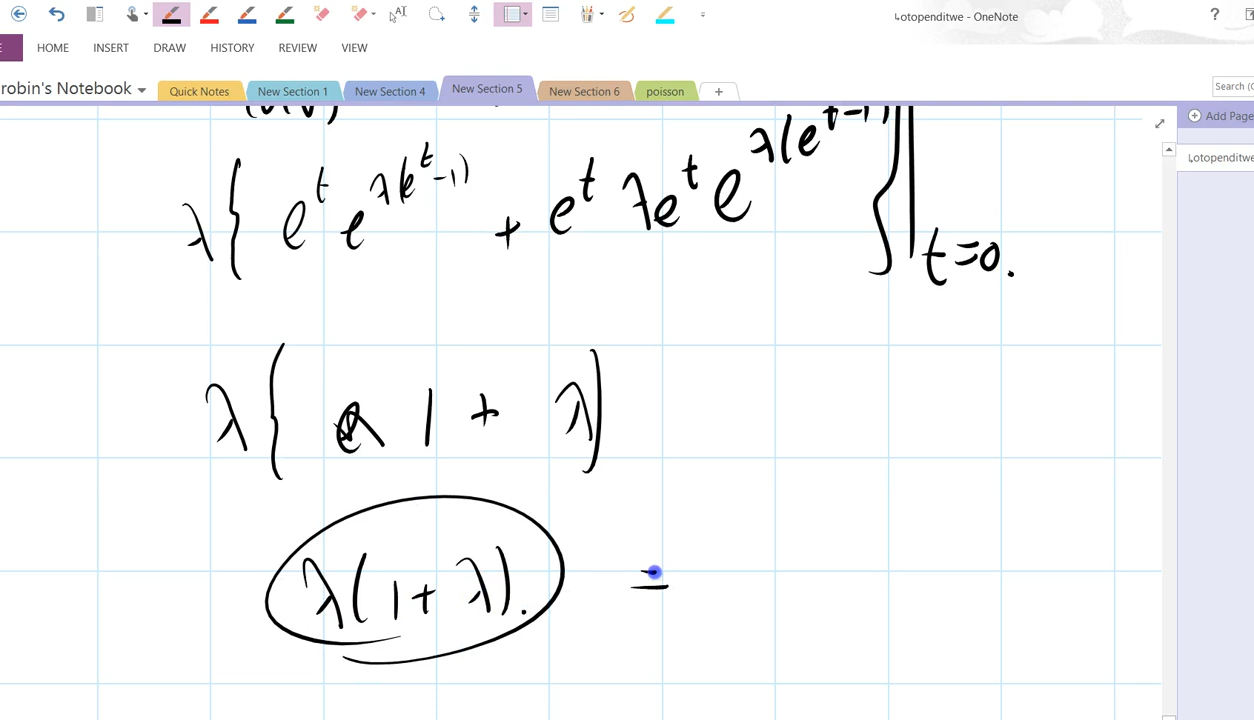 Lotopenditwe - OneNote
?
HOME INSERT DRAW HISTORY REVIEW VIEW
robin's Notebook
Quick Notes New Section 1 New Section 4 New Section 5 New Section 6 poisson +
Search (C
Add Page
Lotopenditwe
λ{ e^t e^{λ(e^t-1)} + e^t λe^t e^{λ(e^t-1)} }|_{t=0}.
λ{ 1 + λ}
λ(1+λ). =